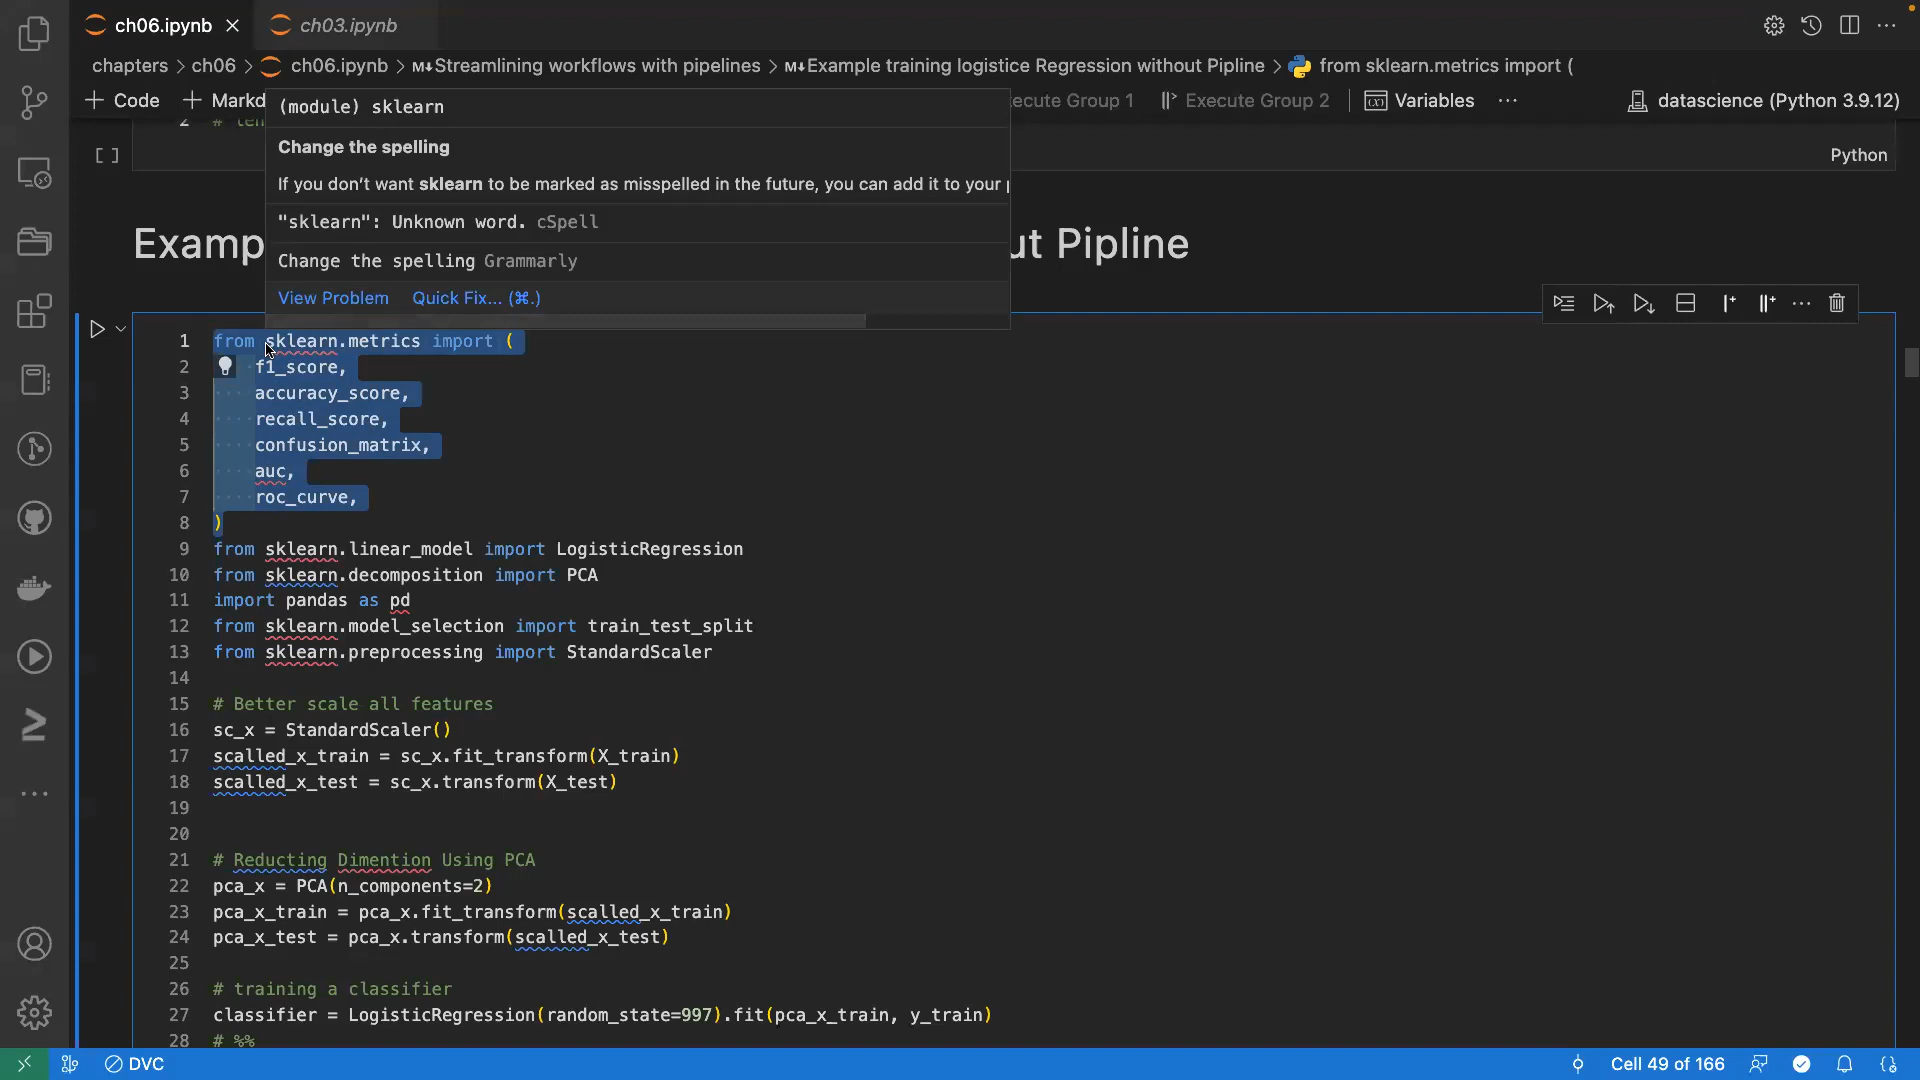 ch06.ipynb
ch03.ipynb
chapters > ch06 > ch06.ipynb > M↓Streamlining workflows with pipelines > M↓Example training logistice Regression without Pipline > from sklearn.metrics import (
+ Code + Markd
ecute Group 1 Execute Group 2 Variables ··· datascience (Python 3.9.12)
(module) sklearn
Change the spelling
If you don't want sklearn to be marked as misspelled in the future, you can add it to your
"sklearn": Unknown word. cSpell
Change the spelling Grammarly
View Problem Quick Fix... (⌘.)
2 # ten
[ ]
Python
Examp
ut Pipline
1 from sklearn.metrics import (
2 f1_score,
3 accuracy_score,
4 recall_score,
5 confusion_matrix,
6 auc,
7 roc_curve,
8 )
9 from sklearn.linear_model import LogisticRegression
10 from sklearn.decomposition import PCA
11 import pandas as pd
12 from sklearn.model_selection import train_test_split
13 from sklearn.preprocessing import StandardScaler
14
15 # Better scale all features
16 sc_x = StandardScaler()
17 scalled_x_train = sc_x.fit_transform(X_train)
18 scalled_x_test = sc_x.transform(X_test)
19
20
21 # Reducting Dimention Using PCA
22 pca_x = PCA(n_components=2)
23 pca_x_train = pca_x.fit_transform(scalled_x_train)
24 pca_x_test = pca_x.transform(scalled_x_test)
25
26 # training a classifier
27 classifier = LogisticRegression(random_state=997).fit(pca_x_train, y_train)
28 # %%
DVC
Cell 49 of 166